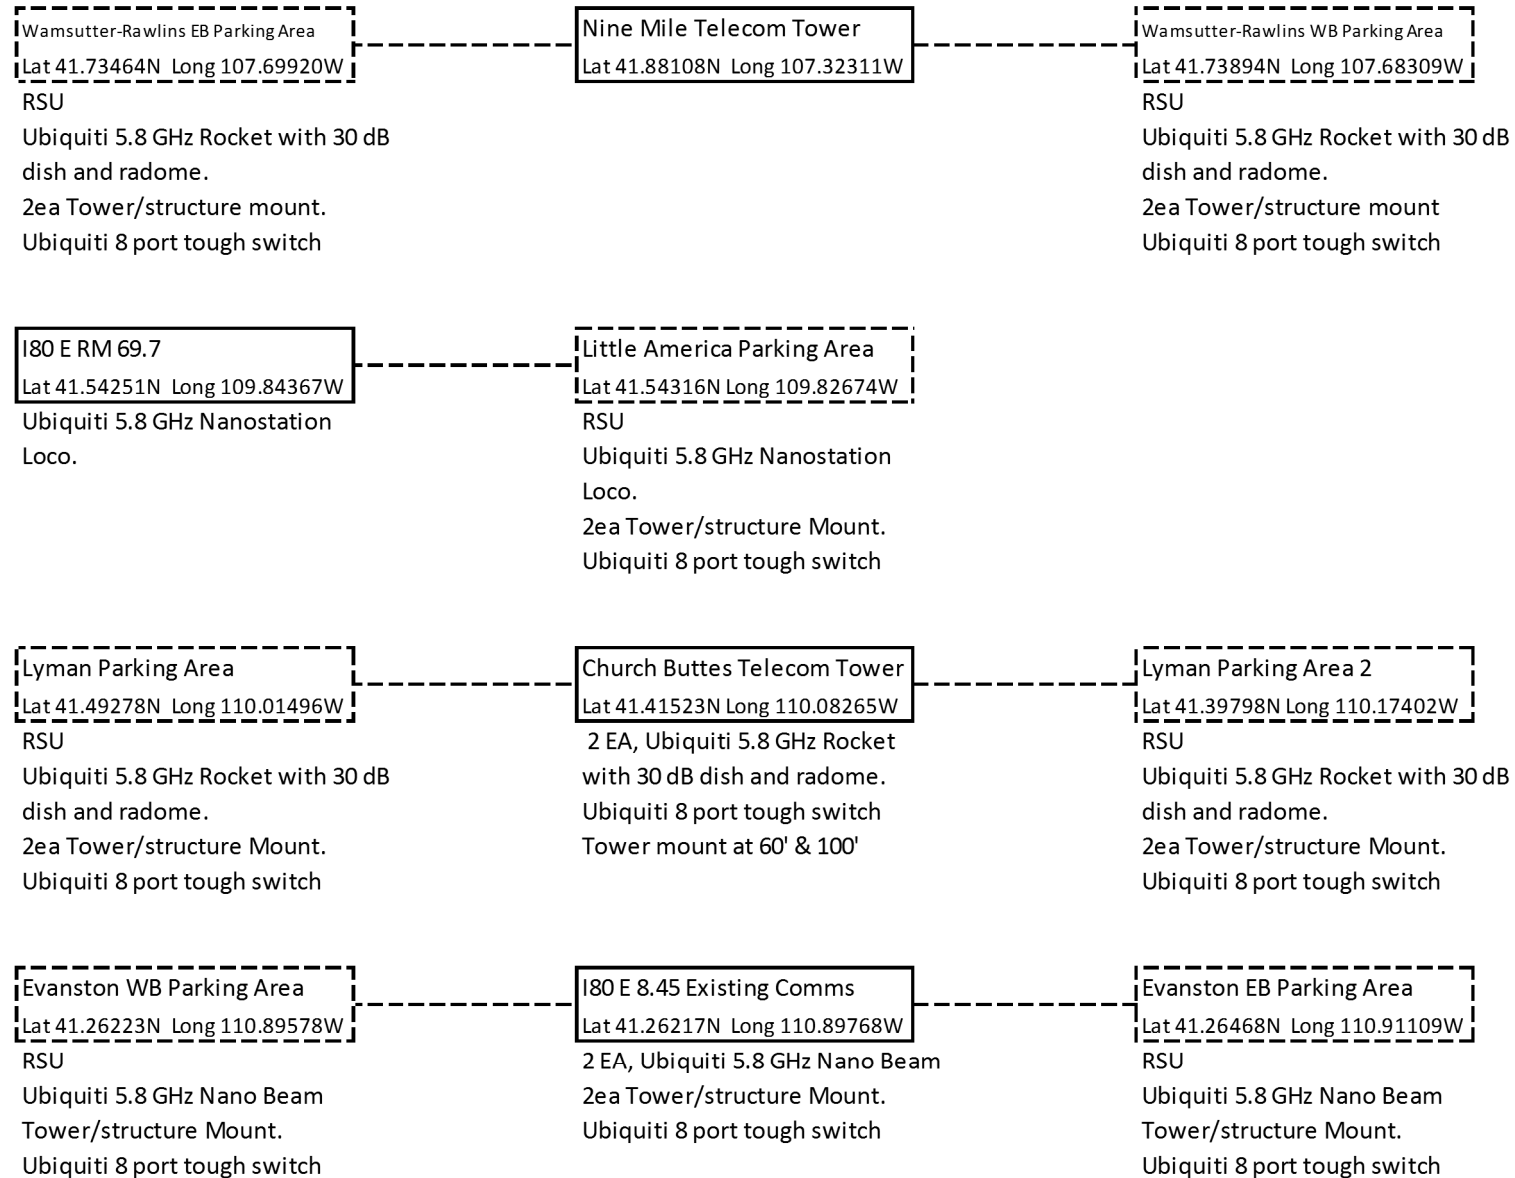 Wamsutter-Rawlins EB Parking Area
Lat 41.73464N Long 107.69920W
RSU
Ubiquiti 5.8 GHz Rocket with 30 dB
dish and radome.
2ea Tower/structure mount.
Ubiquiti 8 port tough switch
Nine Mile Telecom Tower
Lat 41.88108N Long 107.32311W
Wamsutter-Rawlins WB Parking Area
Lat 41.73894N Long 107.68309W
RSU
Ubiquiti 5.8 GHz Rocket with 30 dB
dish and radome.
2ea Tower/structure mount
Ubiquiti 8 port tough switch
I80 E RM 69.7
Lat 41.54251N Long 109.84367W
Ubiquiti 5.8 GHz Nanostation
Loco.
Little America Parking Area
Lat 41.54316N Long 109.82674W
RSU
Ubiquiti 5.8 GHz Nanostation
Loco.
2ea Tower/structure Mount.
Ubiquiti 8 port tough switch
Lyman Parking Area
Lat 41.49278N Long 110.01496W
RSU
Ubiquiti 5.8 GHz Rocket with 30 dB
dish and radome.
2ea Tower/structure Mount.
Ubiquiti 8 port tough switch
Church Buttes Telecom Tower
Lat 41.41523N Long 110.08265W
2 EA, Ubiquiti 5.8 GHz Rocket
with 30 dB dish and radome.
Ubiquiti 8 port tough switch
Tower mount at 60' & 100'
Lyman Parking Area 2
Lat 41.39798N Long 110.17402W
RSU
Ubiquiti 5.8 GHz Rocket with 30 dB
dish and radome.
2ea Tower/structure Mount.
Ubiquiti 8 port tough switch
Evanston WB Parking Area
Lat 41.26223N Long 110.89578W
RSU
Ubiquiti 5.8 GHz Nano Beam
Tower/structure Mount.
Ubiquiti 8 port tough switch
I80 E 8.45 Existing Comms
Lat 41.26217N Long 110.89768W
2 EA, Ubiquiti 5.8 GHz Nano Beam
2ea Tower/structure Mount.
Ubiquiti 8 port tough switch
Evanston EB Parking Area
Lat 41.26468N Long 110.91109W
RSU
Ubiquiti 5.8 GHz Nano Beam
Tower/structure Mount.
Ubiquiti 8 port tough switch